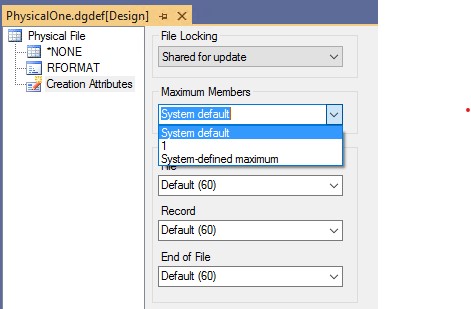 PhysicalOne.dgdef[Design]
Physical File
*NONE
RFORMAT
Creation Attributes
File Locking
Shared for update
Maximum Members
System default
System default
1
System-defined maximum
File
Default (60)
Record
Default (60)
End of File
Default (60)